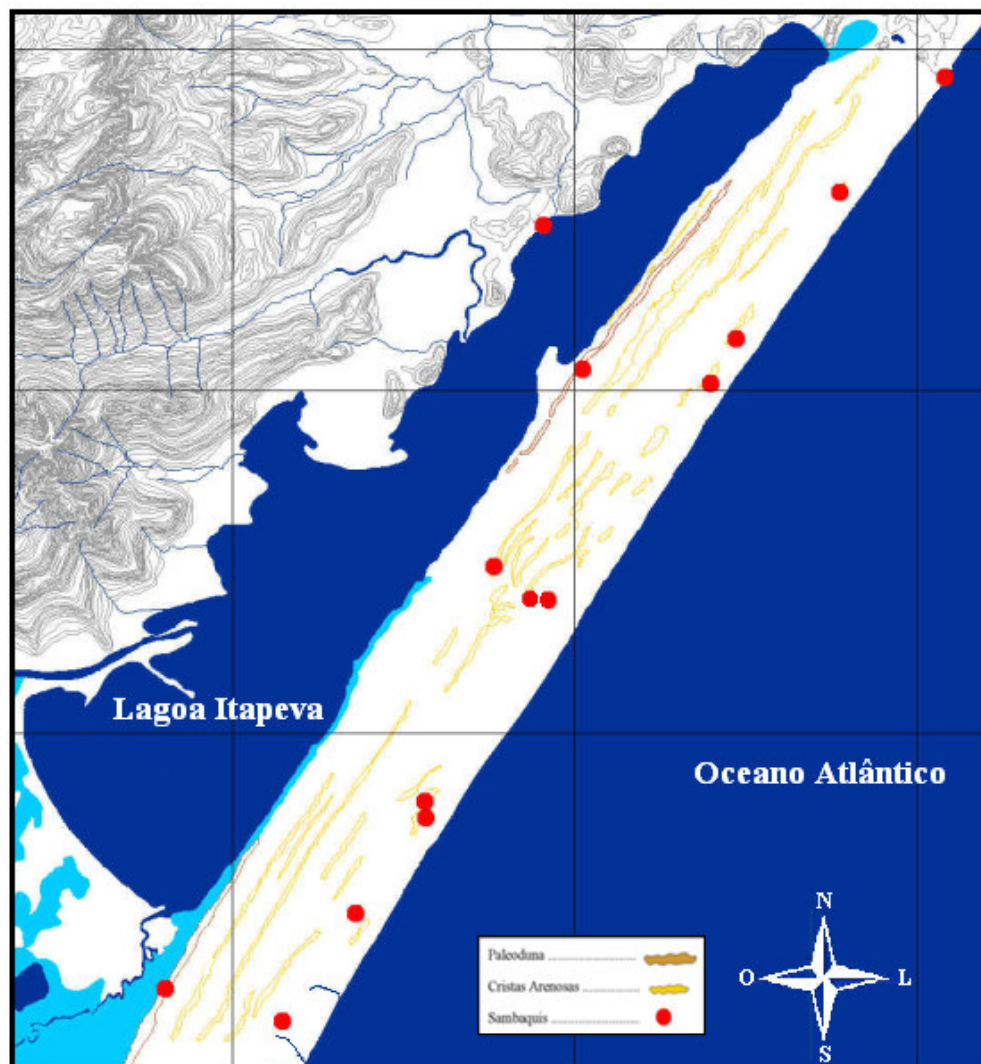 Lagoa Itapeva
Oceano Atlântico
Paleoduna ....................
Cristas Arenosas ................
Sambaquis ....................
N
O L
S